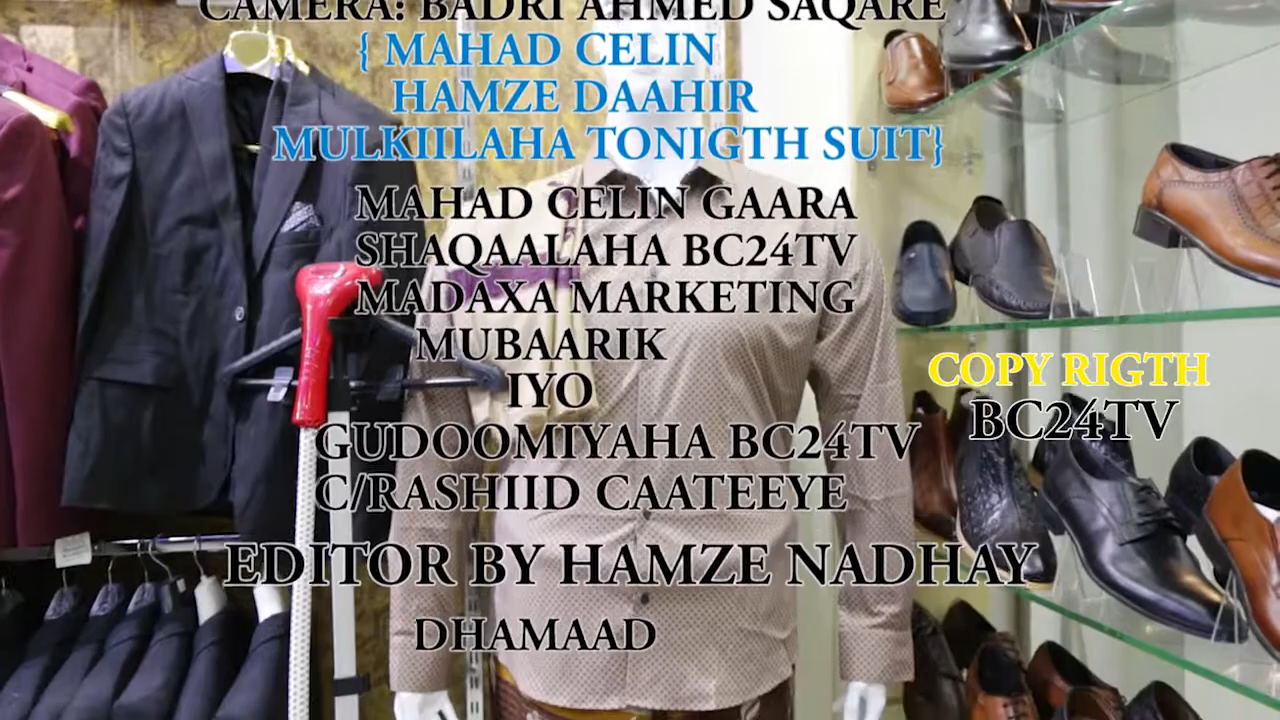 CAMERA: BADRI AHMED SAQARE
{ MAHAD CELIN
HAMZE DAAHIR
MULKIILAHA TONIGTH SUIT}
MAHAD CELIN GAARA
SHAQAALAHA BC24TV
MADAXA MARKETING
MUBAARIK
IYO
GUDOOMIYAHA BC24TV
C/RASHIID CAATEEYE
EDITOR BY HAMZE NADHAY
DHAMAAD
COPY RIGTH
BC24TV